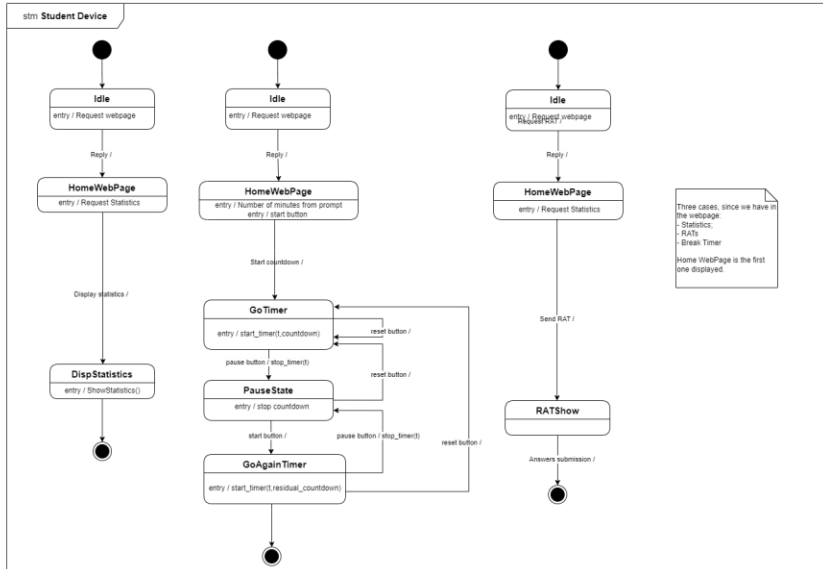 stm Student Device
Idle
entry / Request webpage
Reply /
HomeWebPage
entry / Request Statistics
Display statistics /
DispStatistics
entry / ShowStatistics()
Idle
entry / Request webpage
Reply /
HomeWebPage
entry / Number of minutes from prompt
entry / start button
Start countdown /
GoTimer
entry / start_timer(t,countdown)
reset button /
pause button / stop_timer(t)
reset button /
PauseState
entry / stop countdown
start button /
pause button / stop_timer(t)
reset button /
GoAgainTimer
entry / start_timer(t,residual_countdown)
Idle
entry / Request webpage
Request RAT /
Reply /
HomeWebPage
entry / Request Statistics
Send RAT /
RATShow
Answers submission /
Three cases, since we have in
the webpage:
- Statistics;
- RATs
- Break Timer
Home WebPage is the first
one displayed.